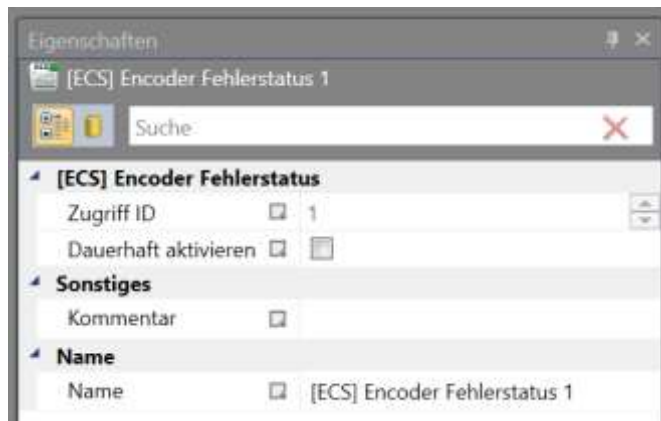 Eigenschaften
[ECS] Encoder Fehlerstatus 1
Suche
[ECS] Encoder Fehlerstatus
Zugriff ID 1
Dauerhaft aktivieren
Sonstiges
Kommentar
Name
Name [ECS] Encoder Fehlerstatus 1